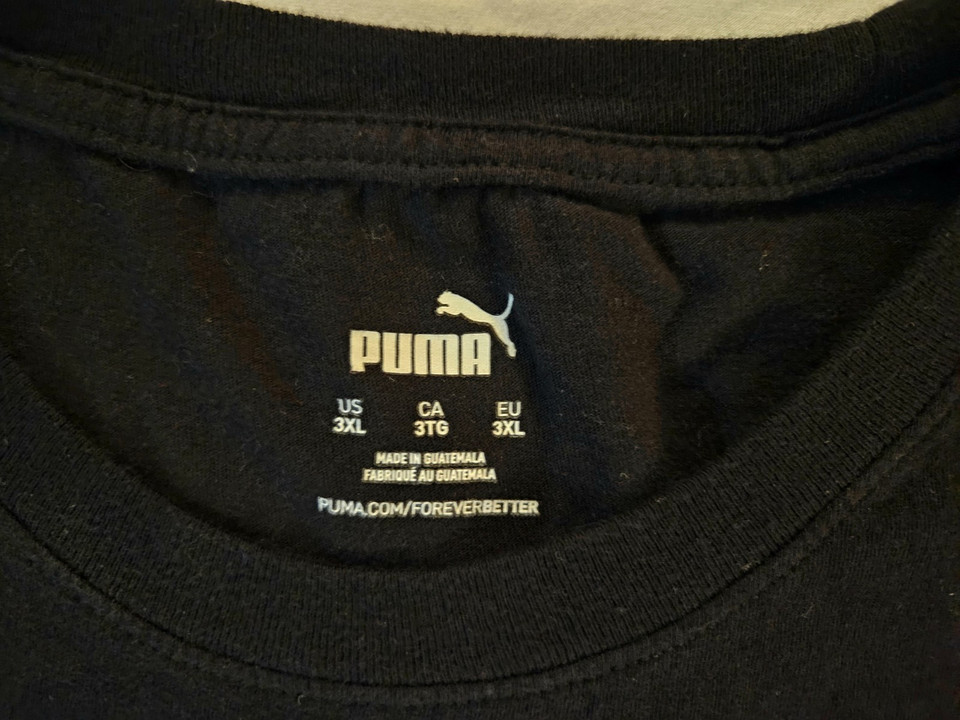 PUMA
US CA EU
3XL 3TG 3XL
MADE IN GUATEMALA
FABRIQUÉ AU GUATEMALA
PUMA.COM/FOREVERBETTER